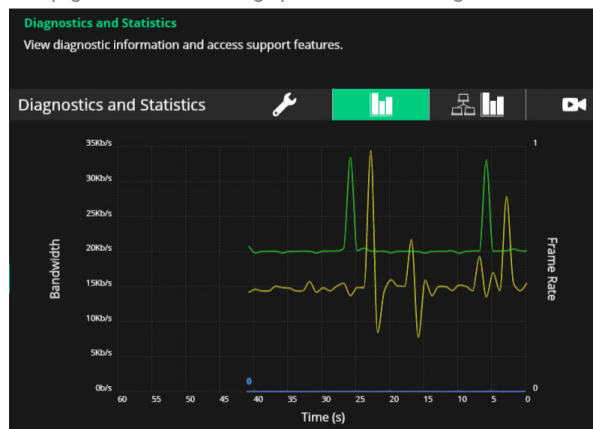 Diagnostics and Statistics
View diagnostic information and access support features.
Diagnostics and Statistics
35Kb/s
30Kb/s
25Kb/s
20Kb/s
15Kb/s
10Kb/s
5Kb/s
0b/s
Bandwidth
1
0
Frame Rate
0
60 55 50 45 40 35 30 25 20 15 10 5 0
Time (s)